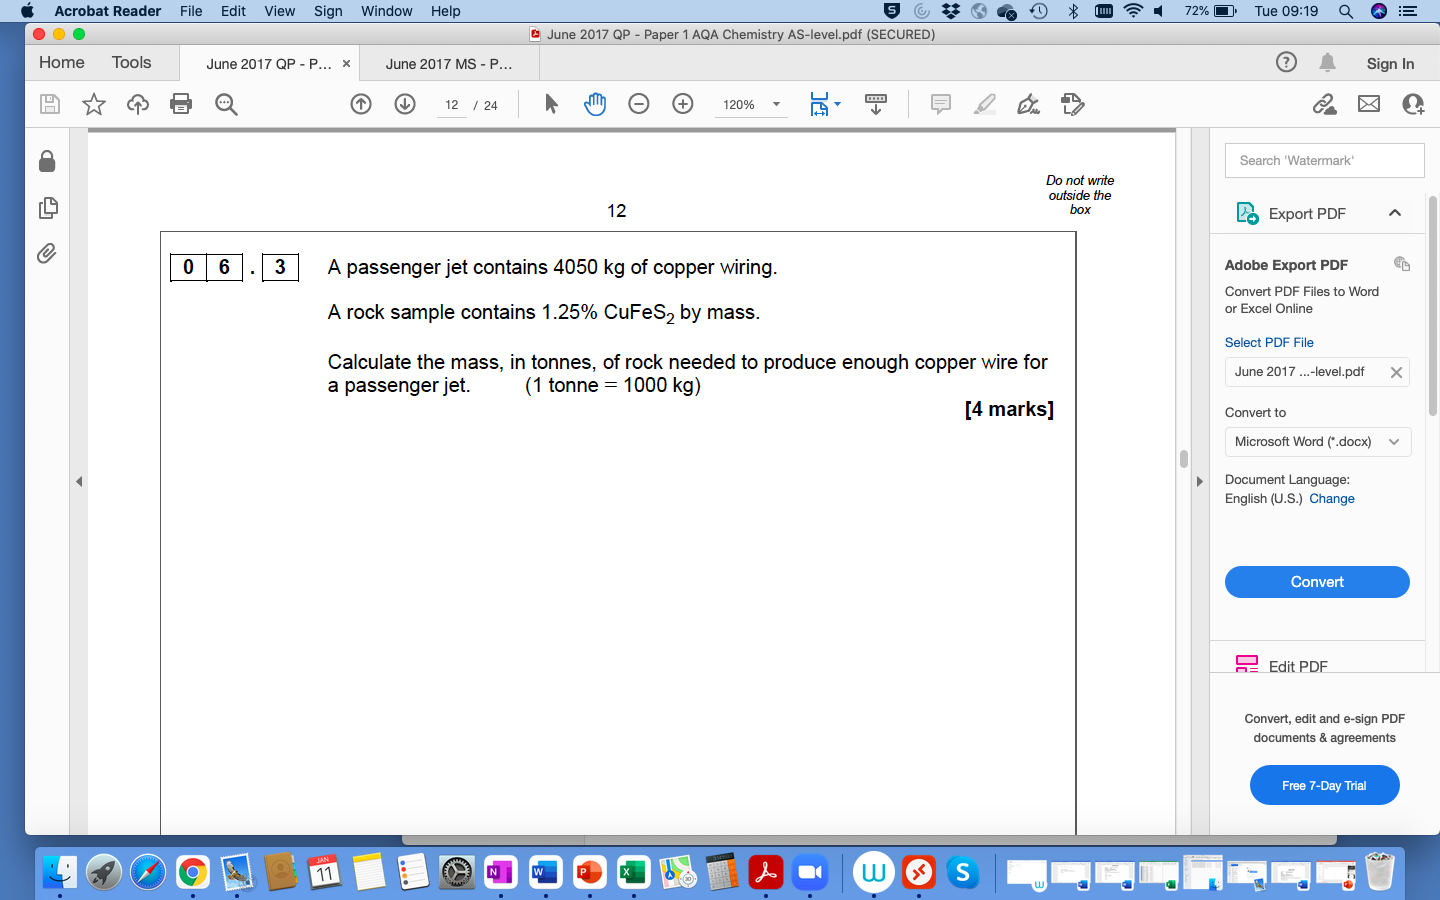 Acrobat Reader File Edit View Sign Window Help 72% Tue 09:19
June 2017 QP - Paper 1 AQA Chemistry AS-level.pdf (SECURED)
Home Tools June 2017 QP - P... × June 2017 MS - P... Sign In
12 / 24 120%
Do not write
outside the
box
12
0 6 . 3 A passenger jet contains 4050 kg of copper wiring.
A rock sample contains 1.25% CuFeS₂ by mass.
Calculate the mass, in tonnes, of rock needed to produce enough copper wire for
a passenger jet. (1 tonne = 1000 kg)
[4 marks]
Search 'Watermark'
Export PDF
Adobe Export PDF
Convert PDF Files to Word
or Excel Online
Select PDF File
June 2017 ...-level.pdf
Convert to
Microsoft Word (*.docx)
Document Language:
English (U.S.) Change
Convert
Edit PDF
Convert, edit and e-sign PDF
documents & agreements
Free 7-Day Trial
JAN
11